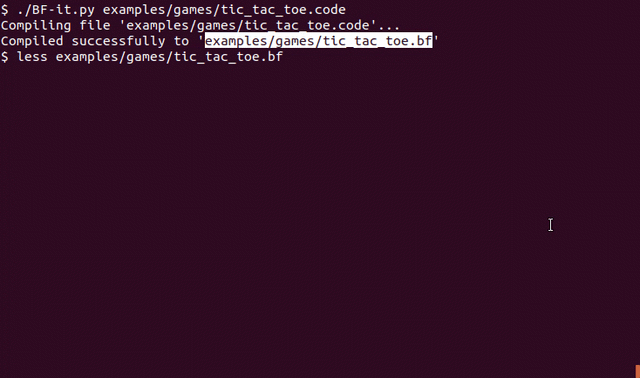 $ ./BF-it.py examples/games/tic_tac_toe.code
Compiling file 'examples/games/tic_tac_toe.code'...
Compiled successfully to 'examples/games/tic_tac_toe.bf'
$ less examples/games/tic_tac_toe.bf